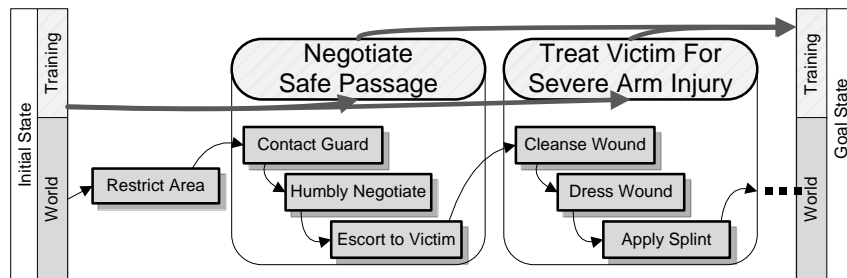 Initial State
Training
World
Restrict Area
Negotiate
Safe Passage
Contact Guard
Humbly Negotiate
Escort to Victim
Treat Victim For
Severe Arm Injury
Cleanse Wound
Dress Wound
Apply Splint
Training
World
Goal State